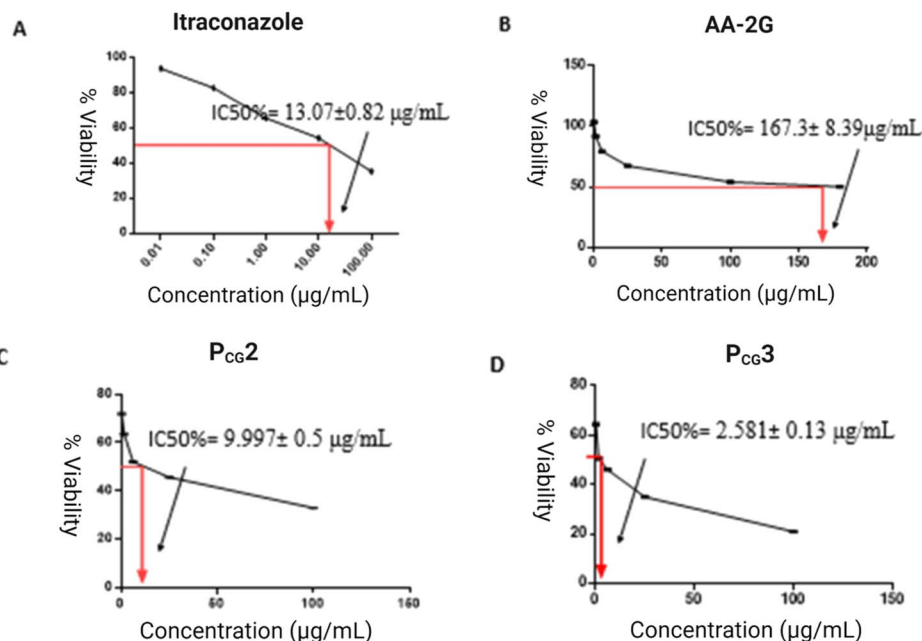 A
Itraconazole
100
80
60
40
20
0
% Viability
IC50%= 13.07±0.82 µg/mL
0.01 0.10 1.00 10.00 100.00
Concentration (µg/mL)
B
AA-2G
150
100
50
0
% Viability
IC50%= 167.3± 8.39µg/mL
0 50 100 150 200
Concentration (µg/mL)
C
PCG2
80
60
40
20
0
% Viability
IC50%= 9.997± 0.5 µg/mL
0 50 100 150
Concentration (µg/mL)
D
PCG3
80
60
40
20
0
% Viability
IC50%= 2.581± 0.13 µg/mL
0 50 100 150
Concentration (µg/mL)